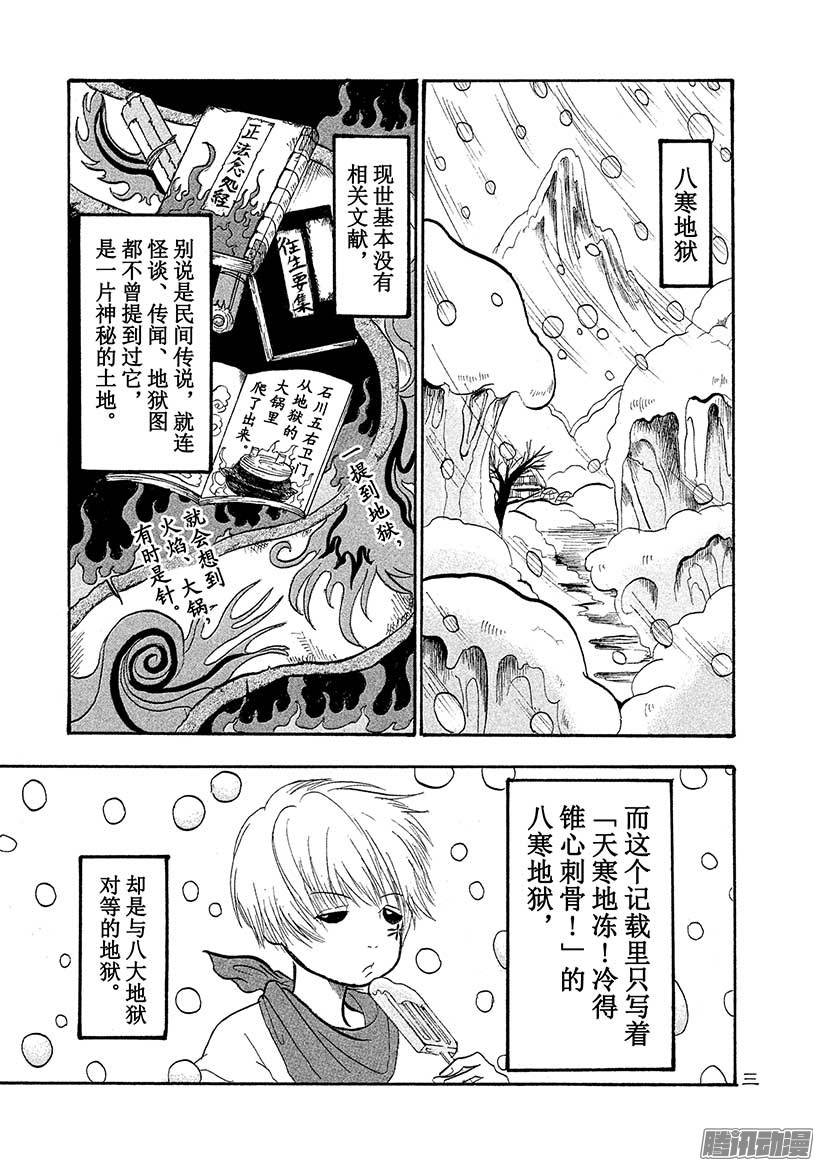 八寒地狱
现世基本没有
相关文献，
正法念处经
往生要集
别说是民间传说，就连
怪谈、传闻、地狱图
都不曾提到过它，
是一片神秘的土地。
石川五右卫门
从地狱的
大锅里
爬了出来.
一提到地狱，
就会想到
火焰、大锅，
有时是针。
而这个记载里只写着
「天寒地冻！冷得
锥心刺骨！」的
八寒地狱，
却是与八大地狱
对等的地狱。
三
腾讯动漫